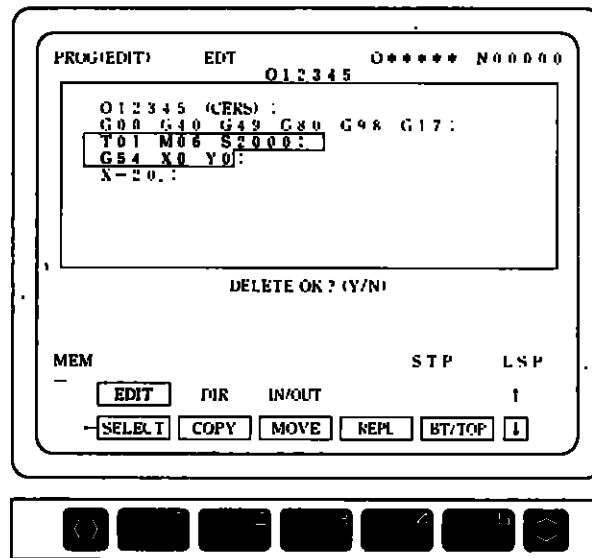 PROG(EDIT) EDT O***** N00000
O12345
O12345 (CERS) ;
G00 G40 G49 G80 G98 G17;
T01 M06 S2000;
G54 X0 Y0;
X-20.;
DELETE OK? (Y/N)
MEM STP LSP
EDIT DIR IN/OUT ↑
SELECT COPY MOVE REPL BT/TOP ↓